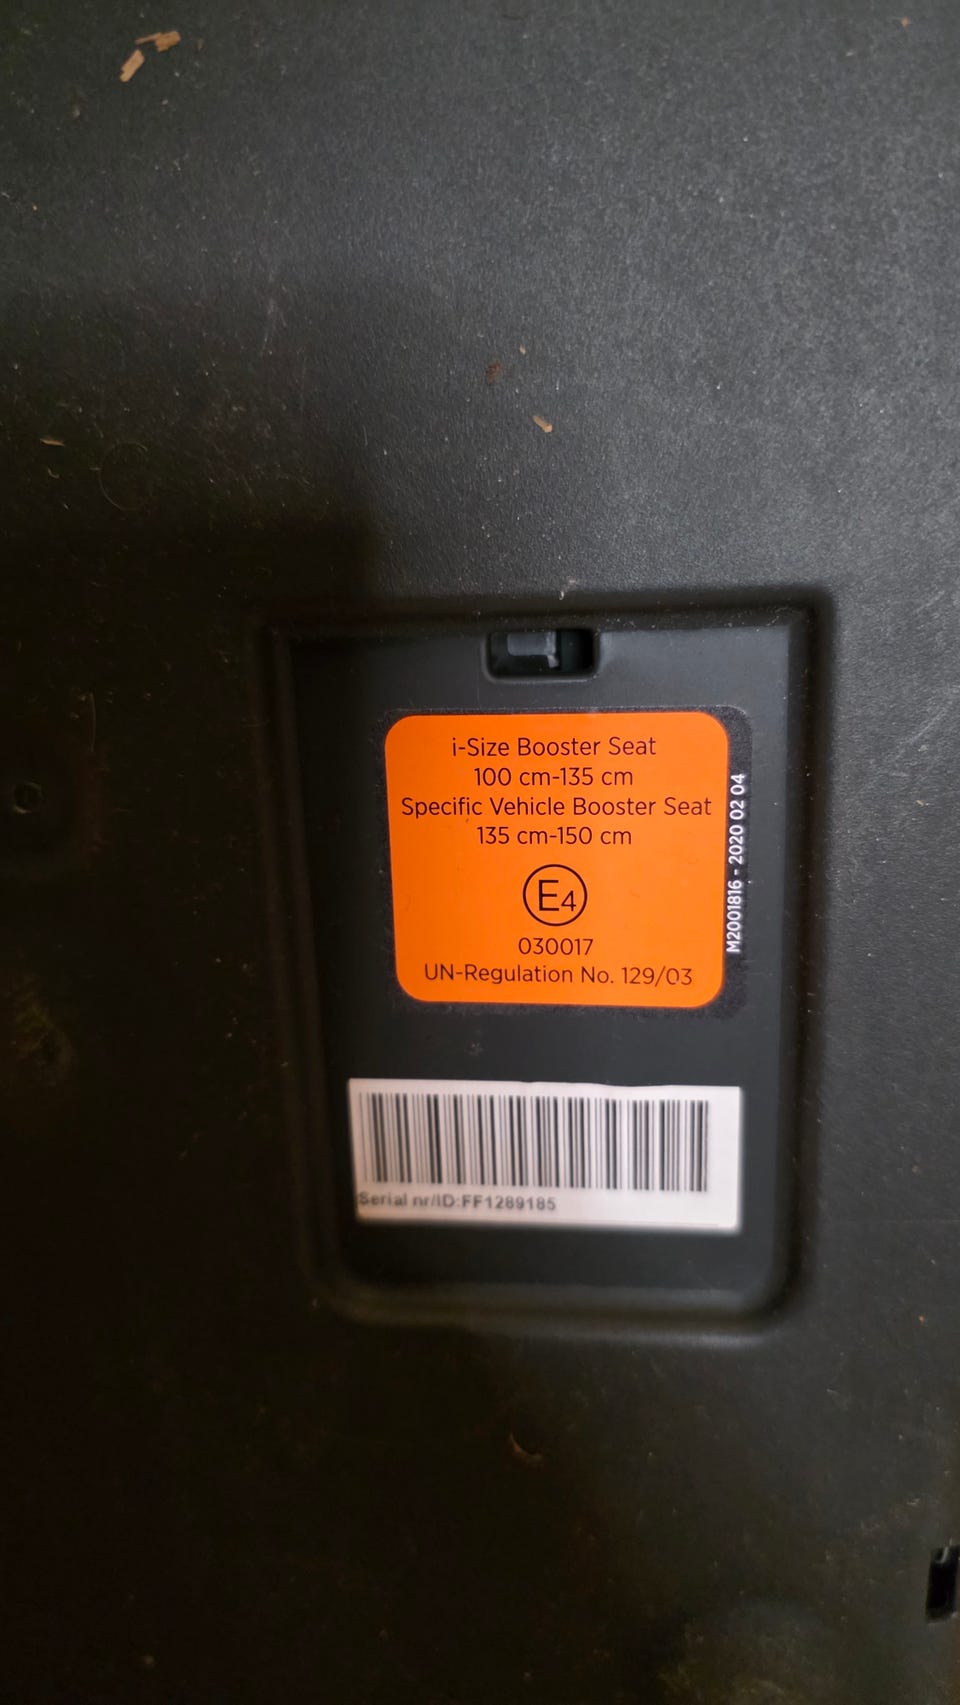 i-Size Booster Seat
100 cm-135 cm
Specific Vehicle Booster Seat
135 cm-150 cm
E4
030017
UN-Regulation No. 129/03
M2001816 - 2020 02 04
Serial nr/ID:FF1289185